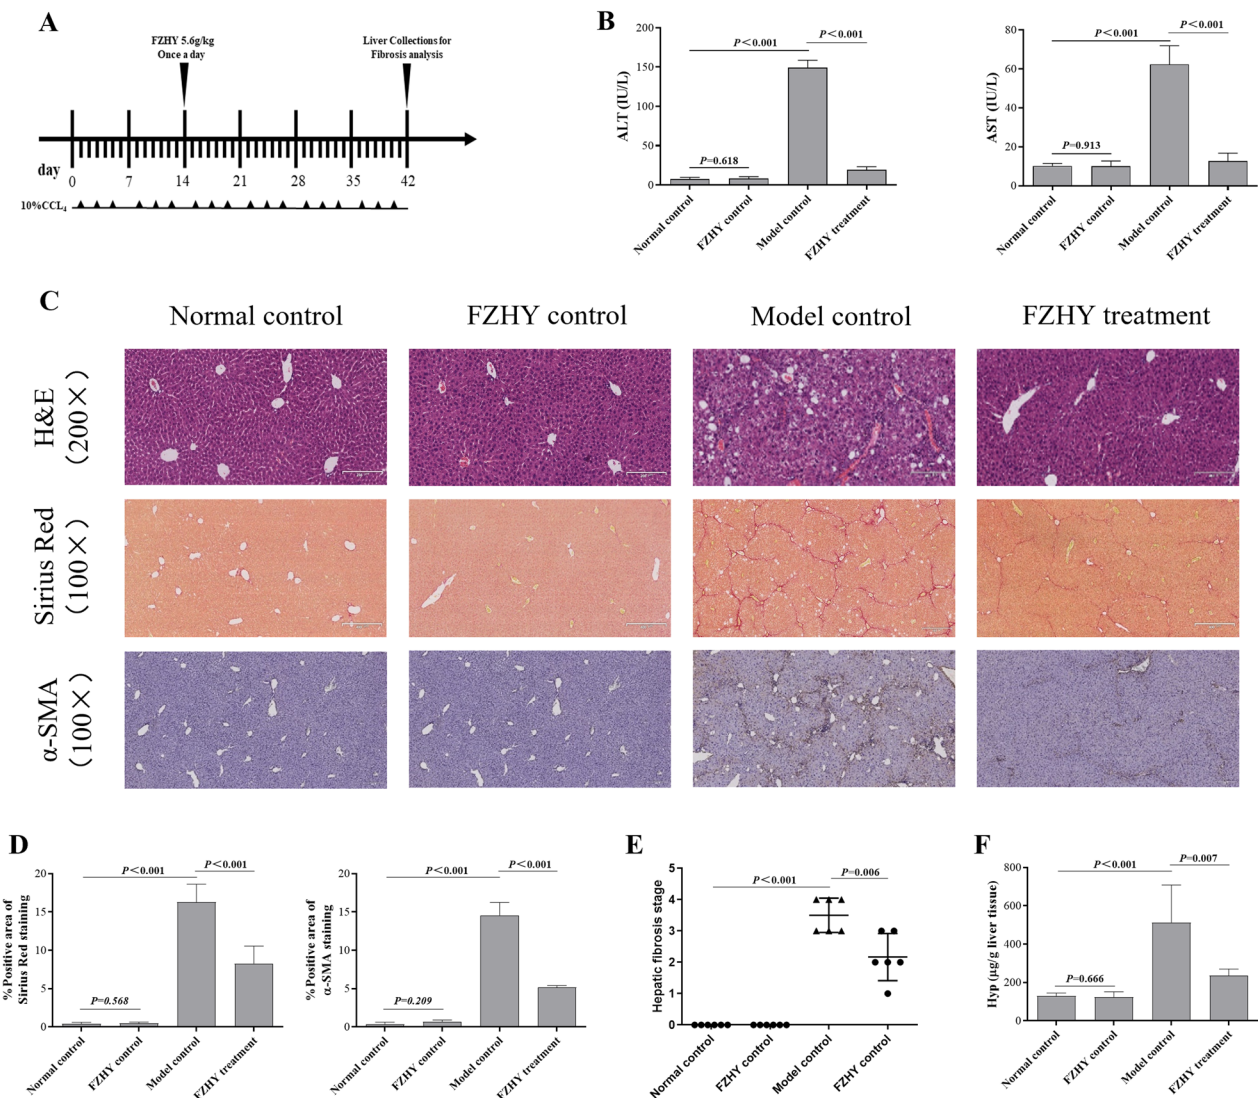 A
FZHY 5.6g/kg
Once a day
Liver Collections for
Fibrosis analysis
day
0 7 14 21 28 35 42
10%CCL4
B
ALT (IU/L)
200
150
100
50
0
P<0.001
P<0.001
P=0.618
Normal control
FZHY control
Model control
FZHY treatment
AST (IU/L)
80
60
40
20
0
P<0.001
P<0.001
P=0.913
Normal control
FZHY control
Model control
FZHY treatment
C
Normal control FZHY control Model control FZHY treatment
H&E
(200×)
Sirius Red
(100×)
α-SMA
(100×)
D
%Positive area of
Sirius Red staining
20
15
10
5
0
P<0.001
P<0.001
P=0.568
Normal control
FZHY control
Model control
FZHY treatment
%Positive area of
α-SMA staining
20
15
10
5
0
P<0.001
P<0.001
P=0.209
Normal control
FZHY control
Model control
FZHY treatment
E
Hepatic fibrosis stage
5
4
3
2
1
0
P<0.001
P=0.006
Normal control
FZHY control
Model control
FZHY control
F
Hyp (μg/g liver tissue)
800
600
400
200
0
P<0.001
P=0.007
P=0.666
Normal control
FZHY control
Model control
FZHY treatment